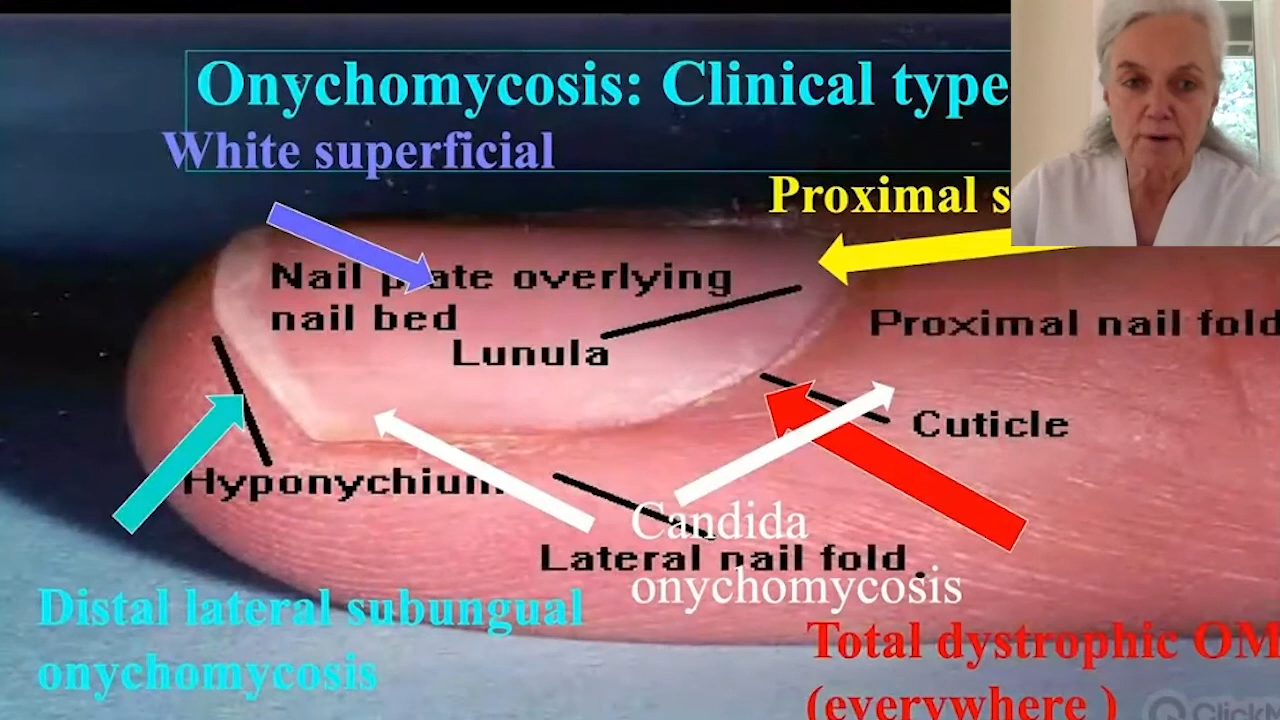 Onychomycosis: Clinical type
White superficial
Proximal s
Nail plate overlying
nail bed
Proximal nail fold
Lunula
Cuticle
Hyponychium
Candida
Lateral nail fold.
onychomycosis
Distal lateral subungual
onychomycosis
Total dystrophic OM
(everywhere )